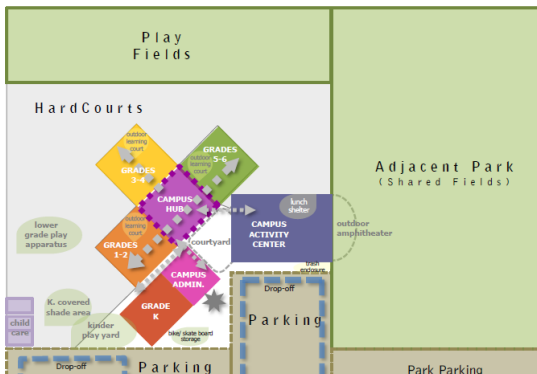 Play
Fields
HardCourts
outdoor
learning
court
GRADES
3-4
GRADES
5-6
outdoor
learning
court
CAMPUS
HUB
Adjacent Park
(Shared Fields)
lunch
shelter
CAMPUS
ACTIVITY
CENTER
outdoor
amphitheater
lower
grade play
apparatus
outdoor
learning
court
GRADES
1-2
courtyard
CAMPUS
ADMIN.
trash
enclosure
Drop-off
K. covered
shade area
GRADE
K
child
care
kinder
play yard
bike/ skate board
storage
Parking
Drop-off
Parking
Park Parking